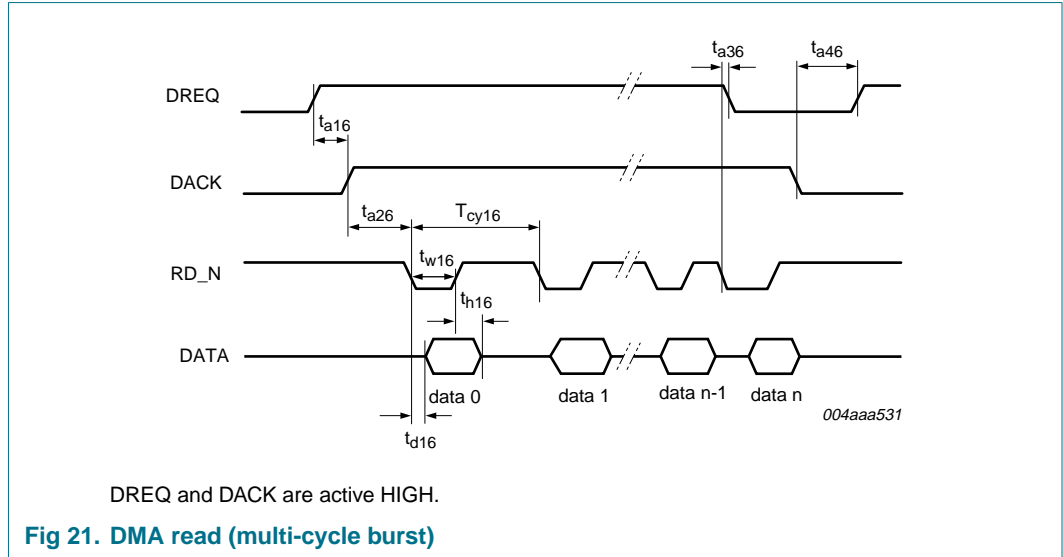 ta36
ta46
DREQ
ta16
DACK
ta26
Tcy16
tw16
RD_N
th16
DATA
data 0
data 1
data n-1
data n
004aaa531
td16
DREQ and DACK are active HIGH.
Fig 21. DMA read (multi-cycle burst)